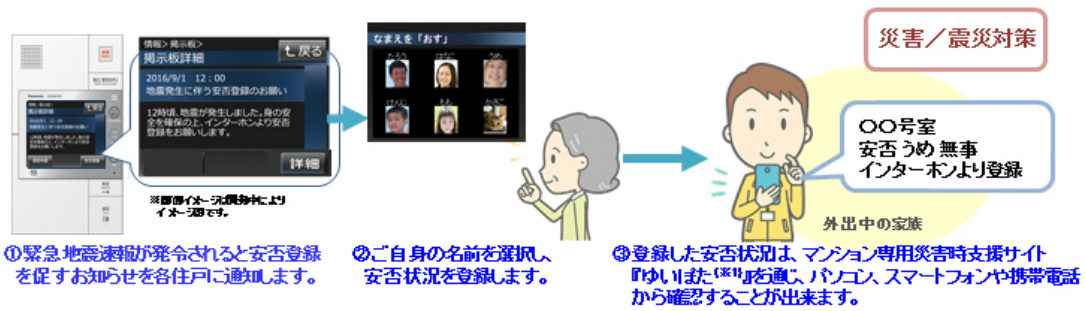 災害/震災対策
情報>掲示板>
掲示板詳細
戻る
2016/9/1 12:00
地震発生に伴う安否登録のお願い
12時頃、地震が発生しました。身の安
全を確保の上、インターホンより安否
登録をお願いします。
詳細
※画面イメージは開発中により
イメージ図です。
なまえを「おす」
たろう はなこ うめ
けんじ
〇〇号室
安否 うめ 無事
インターホンより登録
外出中の家族
①緊急地震速報が発令されると安否登録
を促すお知らせを各住戸に通知します。
②ご自身の名前を選択し、
安否状況を登録します。
③登録した安否状況は、マンション専用災害時支援サイト
『ゆいぽた(※1)』を通じ、パソコン、スマートフォンや携帯電話
から確認することが出来ます。